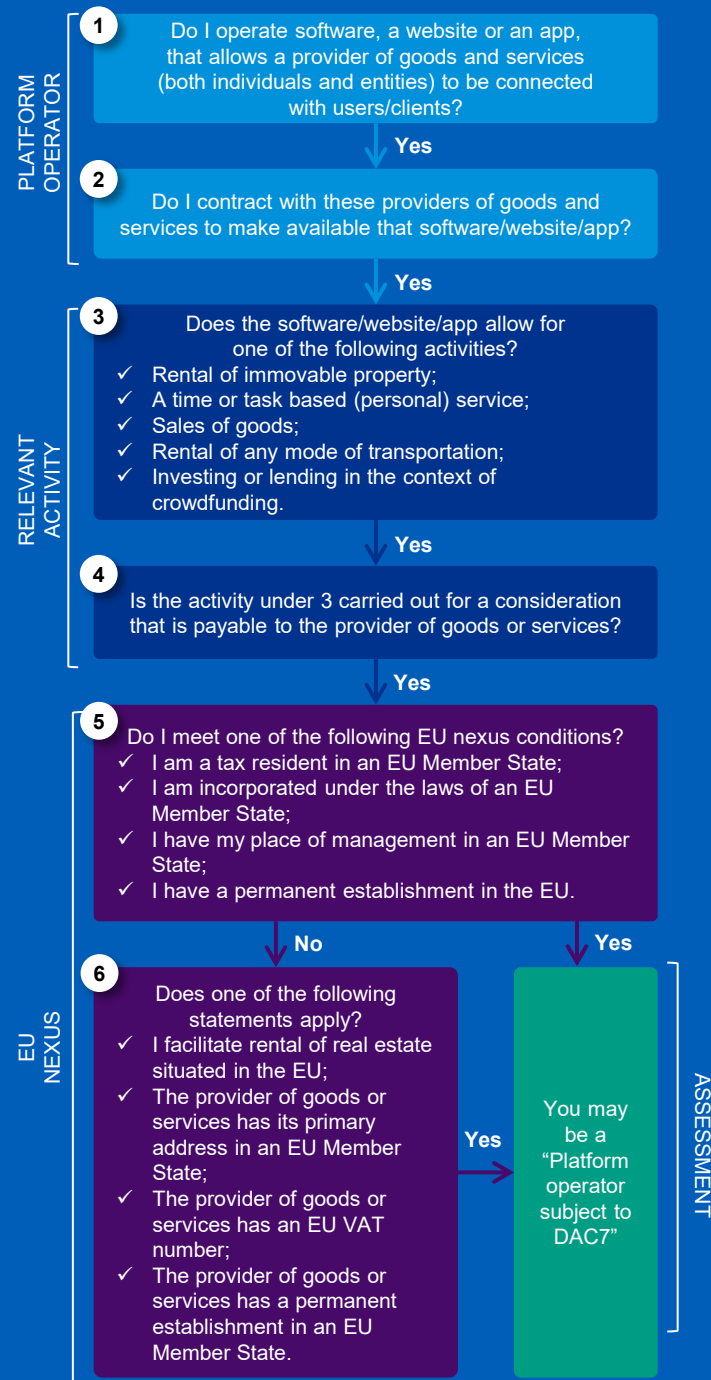 PLATFORM
OPERATOR
1
Do I operate software, a website or an app,
that allows a provider of goods and services
(both individuals and entities) to be connected
with users/clients?
Yes
2
Do I contract with these providers of goods and
services to make available that software/website/app?
Yes
RELEVANT
ACTIVITY
3
Does the software/website/app allow for
one of the following activities?
✓ Rental of immovable property;
✓ A time or task based (personal) service;
✓ Sales of goods;
✓ Rental of any mode of transportation;
✓ Investing or lending in the context of
crowdfunding.
Yes
4
Is the activity under 3 carried out for a consideration
that is payable to the provider of goods or services?
Yes
EU
NEXUS
5
Do I meet one of the following EU nexus conditions?
✓ I am a tax resident in an EU Member State;
✓ I am incorporated under the laws of an EU
Member State;
✓ I have my place of management in an EU Member
State;
✓ I have a permanent establishment in the EU.
No
Yes
6
Does one of the following
statements apply?
✓ I facilitate rental of real estate
situated in the EU;
✓ The provider of goods or
services has its primary
address in an EU Member
State;
✓ The provider of goods or
services has an EU VAT
number;
✓ The provider of goods or
services has a permanent
establishment in an EU
Member State.
Yes
You may
be a
“Platform
operator
subject to
DAC7”
ASSESSMENT